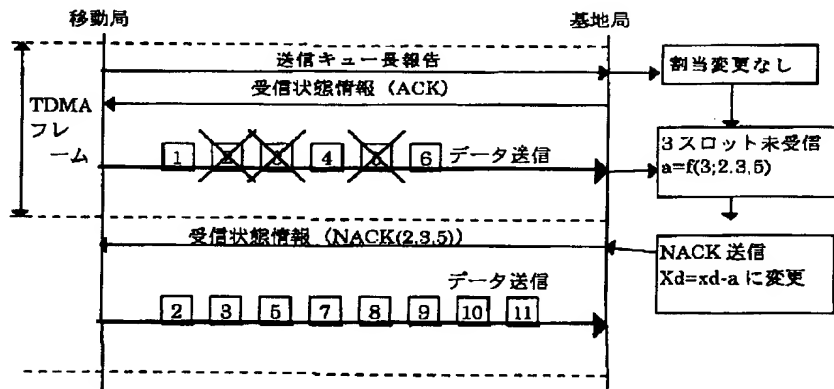 移動局
基地局
送信キュー長報告
割当変更なし
受信状態情報（ACK）
TDMA
フレ
ーム
1 2 3 4 5 6 データ送信
3スロット未受信
a=f(3;2.3.5)
受信状態情報（NACK(2.3.5)）
NACK 送信
Xd=xd-a に変更
データ送信
2 3 5 7 8 9 10 11